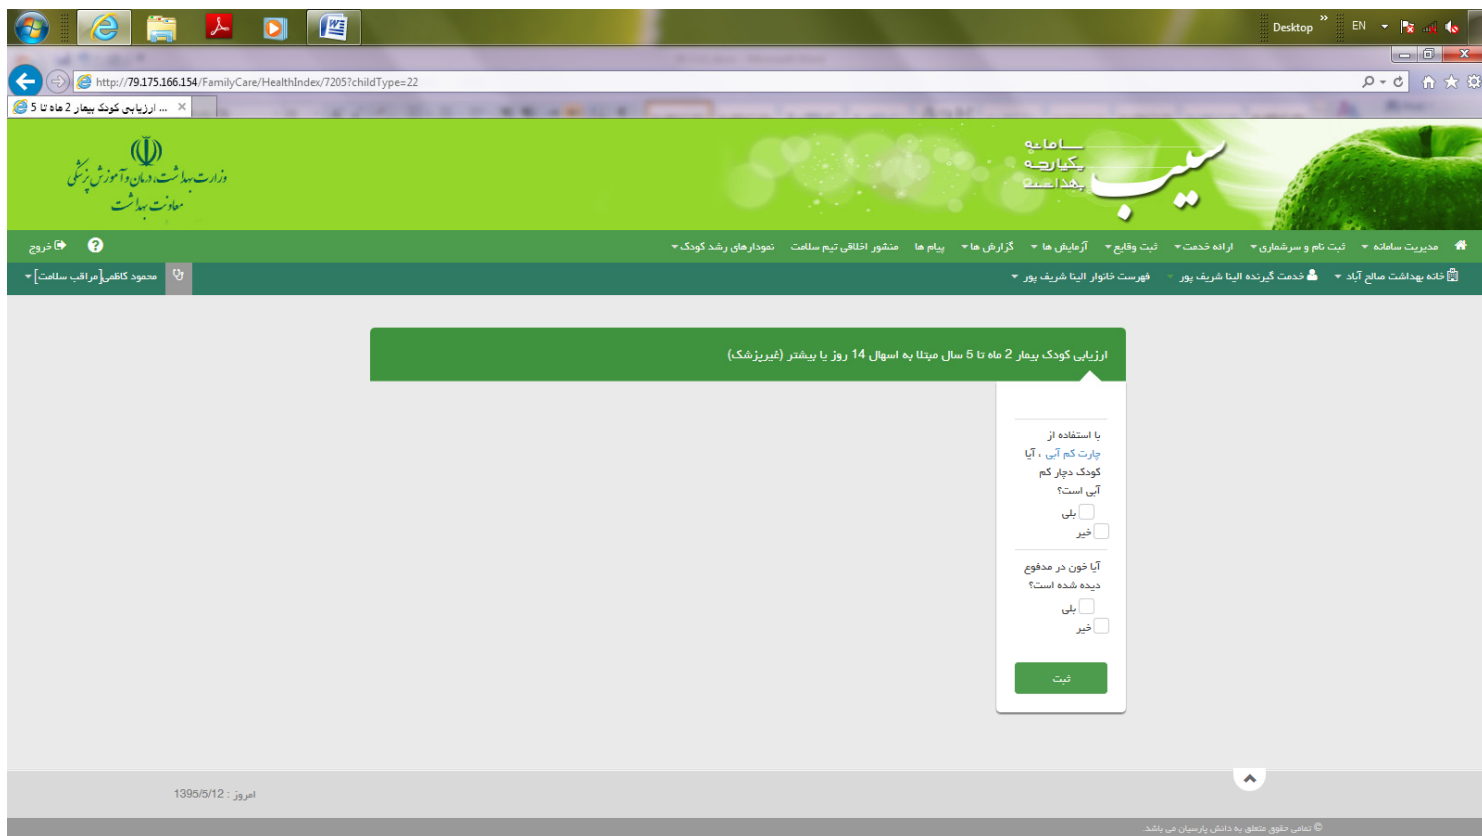 Desktop »
EN
http://79.175.166.154/FamilyCare/HealthIndex/7205?childType=22
ارزیابی کودک بیمار 2 ماه تا 5 ...
وزارت بهداشت، درمان و آموزش پزشکی
معاونت بهداشت
سامانه
یکپارچه
بهداشت
سیب
مدیریت سامانه ثبت نام و سرشماری ارائه خدمت ثبت وقایع آزمایش ها گزارش ها پیام ها منشور اخلاقی تیم سلامت نمودارهای رشد کودک
خروج
خانه بهداشت صالح آباد خدمت گیرنده الینا شریف پور فهرست خانوار الینا شریف پور
محمود کاظمی[مراقب سلامت]
ارزیابی کودک بیمار 2 ماه تا 5 سال مبتلا به اسهال 14 روز یا بیشتر (غیرپزشک)
با استفاده از
چارت کم آبی ، آیا
کودک دچار کم
آبی است؟
بلی
خیر
آیا خون در مدفوع
دیده شده است؟
بلی
خیر
ثبت
امروز : 1395/5/12
© تمامی حقوق متعلق به دانش پارسیان می باشد.